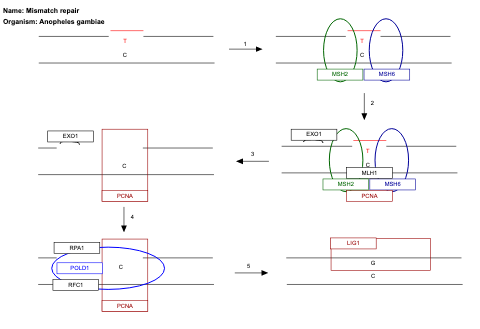 Name: Mismatch repair
Organism: Anopheles gambiae
T
C
1
T
C
MSH2
MSH6
2
EXO1
T
C
MLH1
MSH2
MSH6
PCNA
3
EXO1
C
PCNA
4
RPA1
POLD1
C
RFC1
PCNA
5
LIG1
G
C